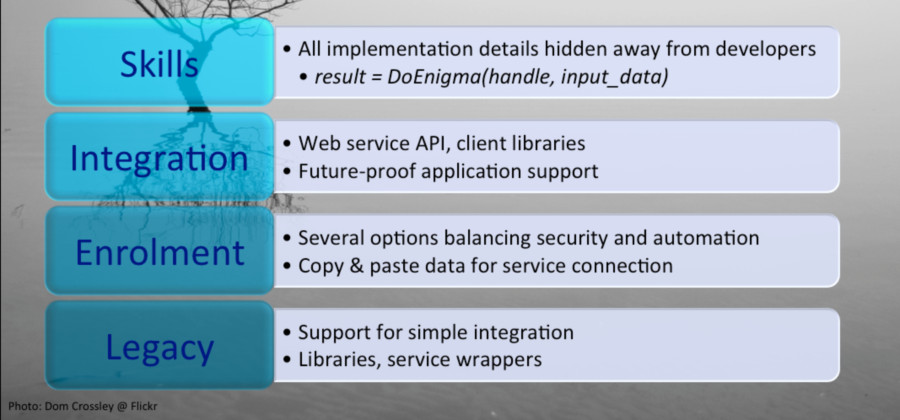 Skills
• All implementation details hidden away from developers
• result = DoEnigma(handle, input_data)
Integration
• Web service API, client libraries
• Future-proof application support
Enrolment
• Several options balancing security and automation
• Copy & paste data for service connection
Legacy
• Support for simple integration
• Libraries, service wrappers
Photo: Dom Crossley @ Flickr